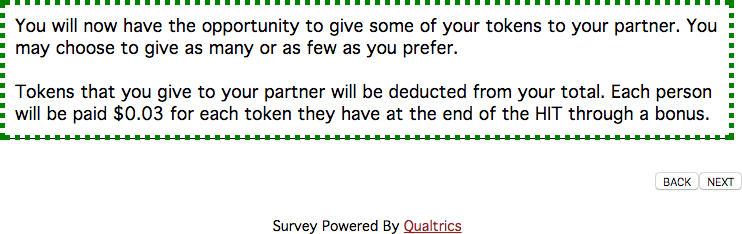 You will now have the opportunity to give some of your tokens to your partner. You
may choose to give as many or as few as you prefer.
Tokens that you give to your partner will be deducted from your total. Each person
will be paid $0.03 for each token they have at the end of the HIT through a bonus.
BACK NEXT
Survey Powered By Qualtrics